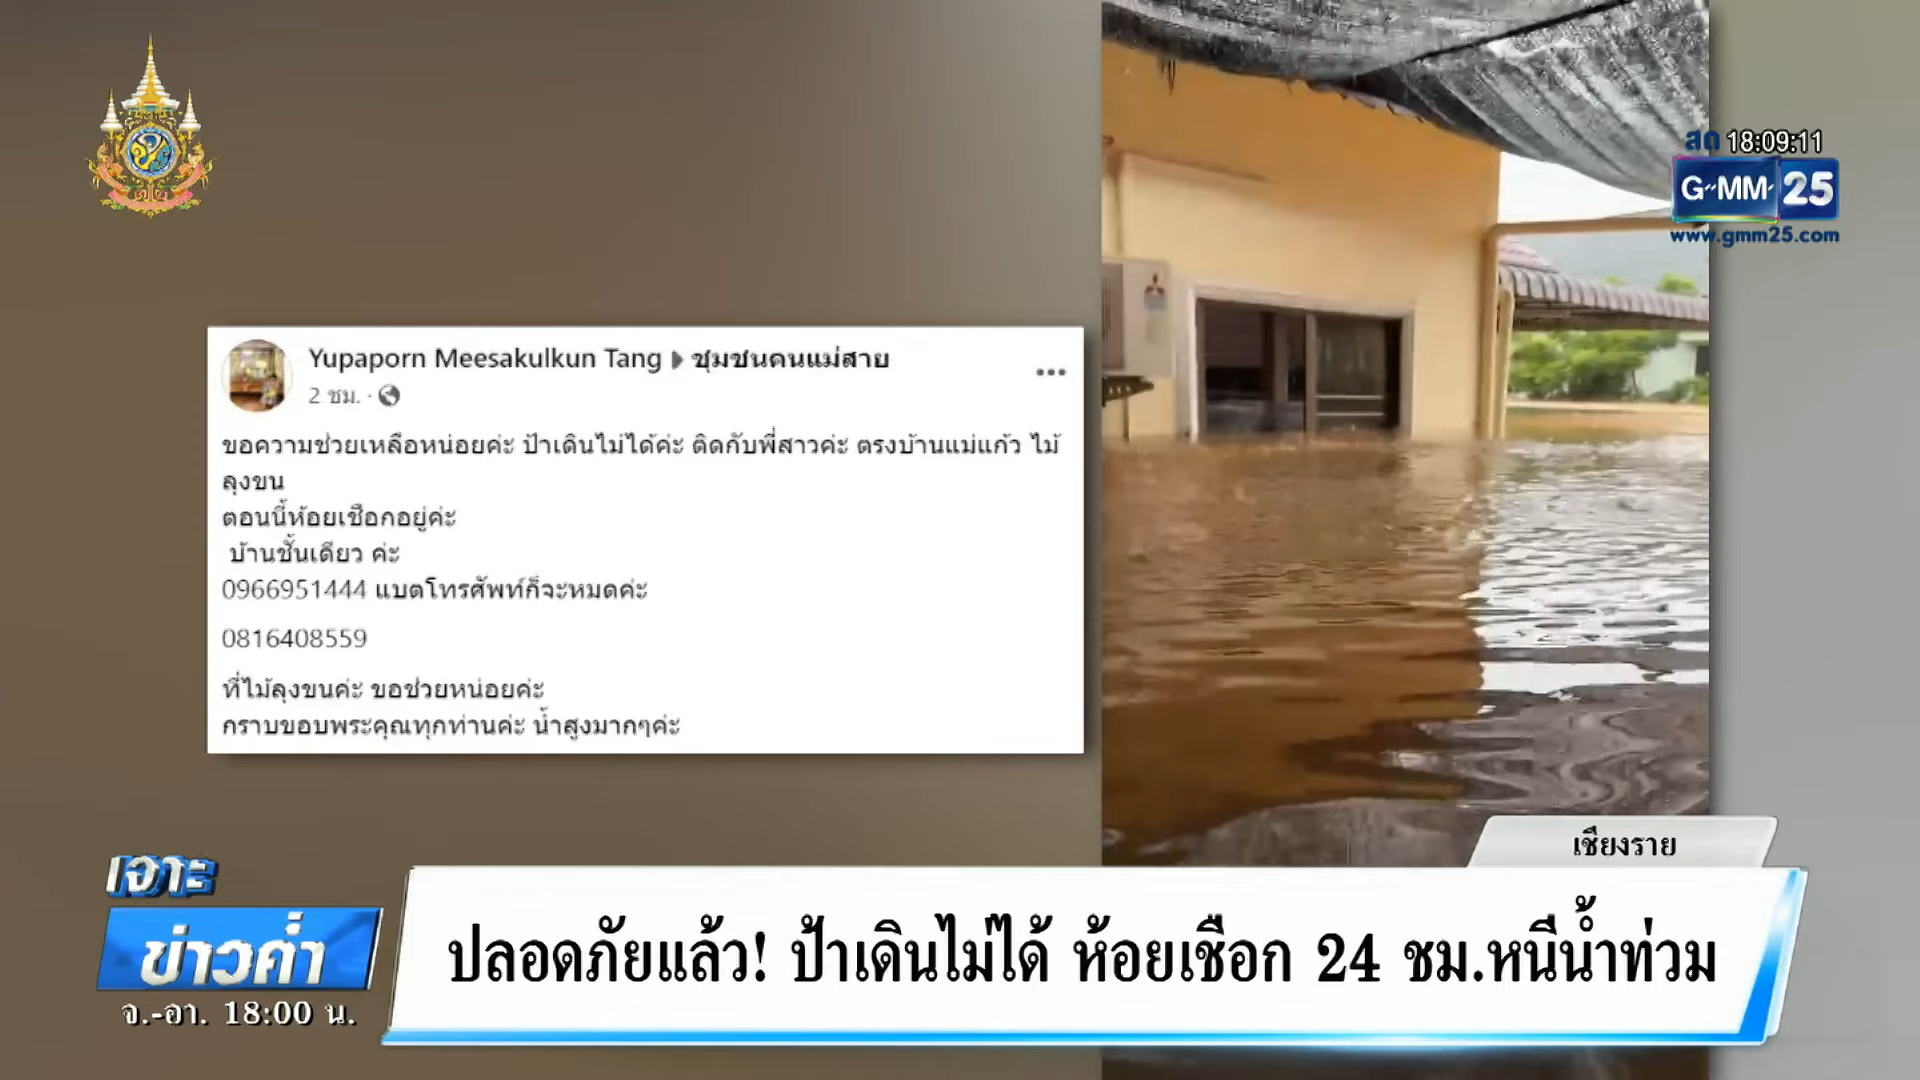 สด 18:09:11
GMM 25
www.gmm25.com
Yupaporn Meesakulkun Tang ▸ ชุมชนคนแม่สาย
2 ชม. ·
ขอความช่วยเหลือหน่อยค่ะ ป้าเดินไม่ได้ค่ะ ติดกับพี่สาวค่ะ ตรงบ้านแม่แก้ว ไม้
ลุงขน
ตอนนี้ห้อยเชือกอยู่ค่ะ
บ้านชั้นเดียว ค่ะ
0966951444 แบตโทรศัพท์ก็จะหมดค่ะ
0816408559
ที่ไม้ลุงขนค่ะ ขอช่วยหน่อยค่ะ
กราบขอบพระคุณทุกท่านค่ะ น้ำสูงมากๆค่ะ
เชียงราย
เจาะ
ข่าวค่ำ
จ.-อา. 18:00 น.
ปลอดภัยแล้ว! ป้าเดินไม่ได้ ห้อยเชือก 24 ชม.หนีน้ำท่วม